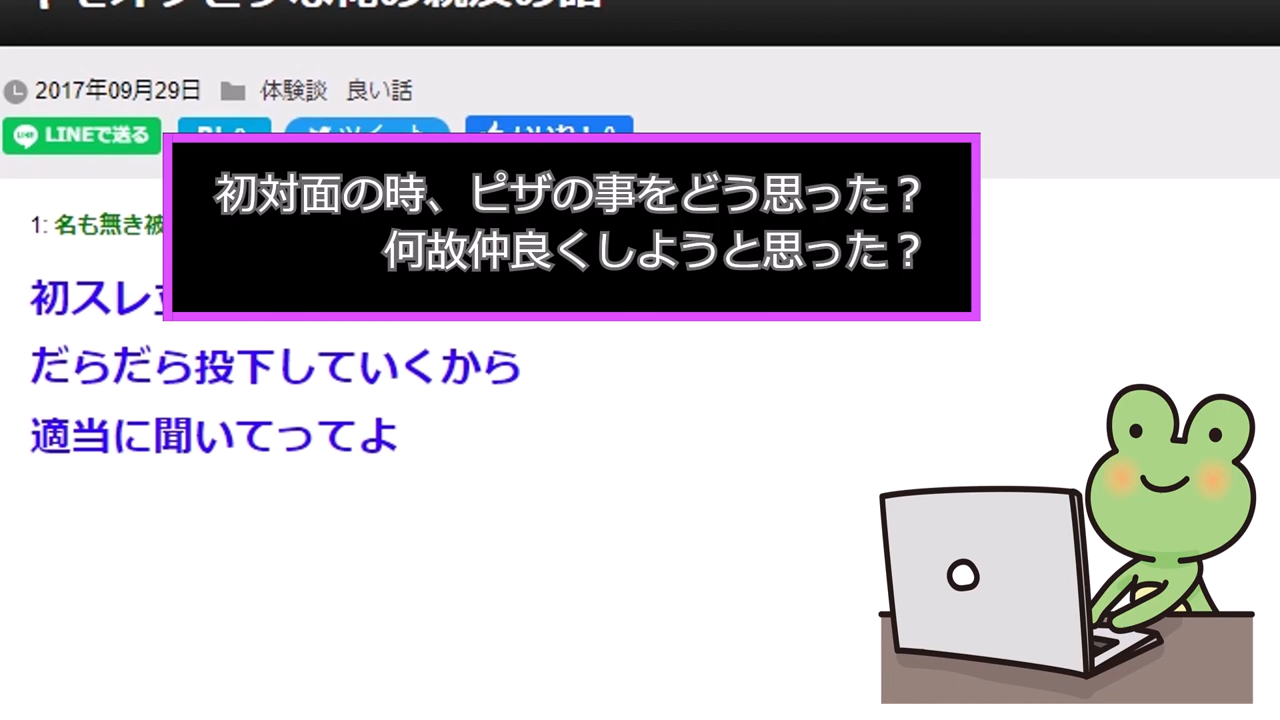 2017年09月29日 体験談 良い話
LINEで送る
初対面の時、ピザの事をどう思った？
何故仲良くしようと思った？
1: 名も無き被
初スレ立
だらだら投下していくから
適当に聞いてってよ